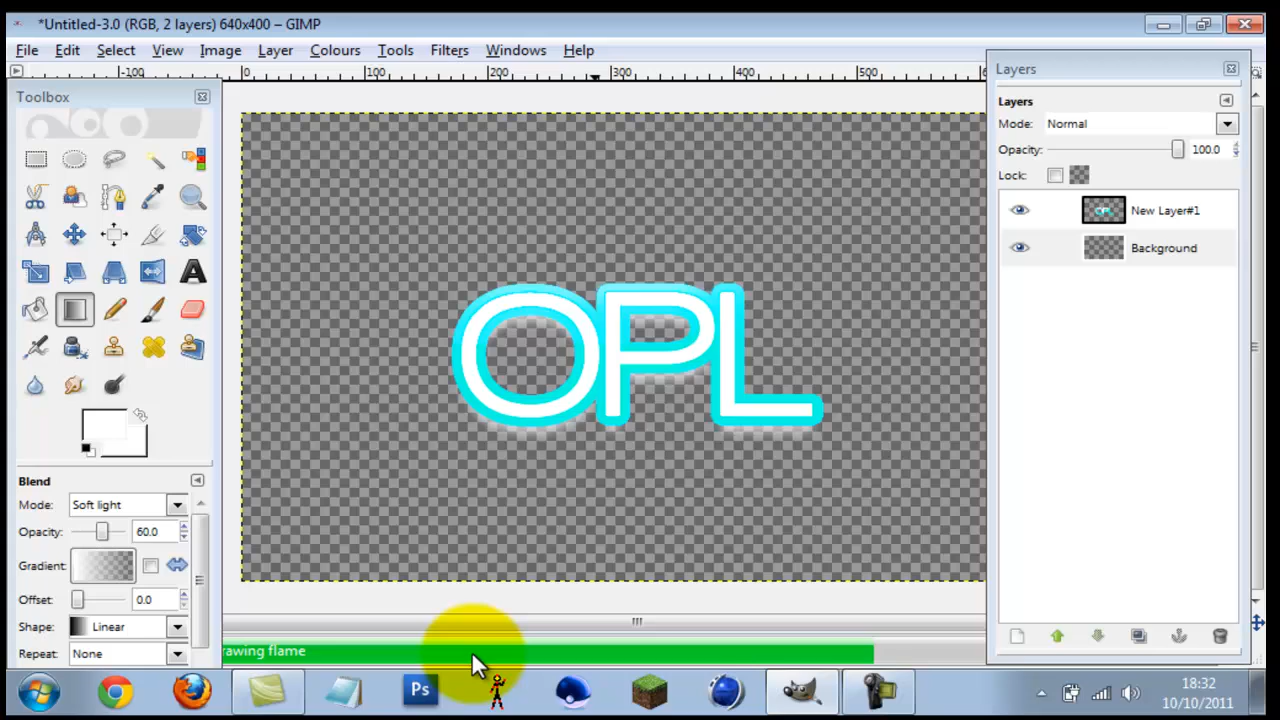 *Untitled-3.0 (RGB, 2 layers) 640x400 – GIMP
File Edit Select View Image Layer Colours Tools Filters Windows Help
-100 0 100 200 300 400 500
Toolbox
OPL
Blend
Mode: Soft light
Opacity: 60.0
Gradient:
Offset: 0.0
Shape: Linear
Repeat: None
rawing flame
Layers
Layers
Mode: Normal
Opacity: 100.0
Lock:
New Layer#1
Background
Ps
18:32
10/10/2011